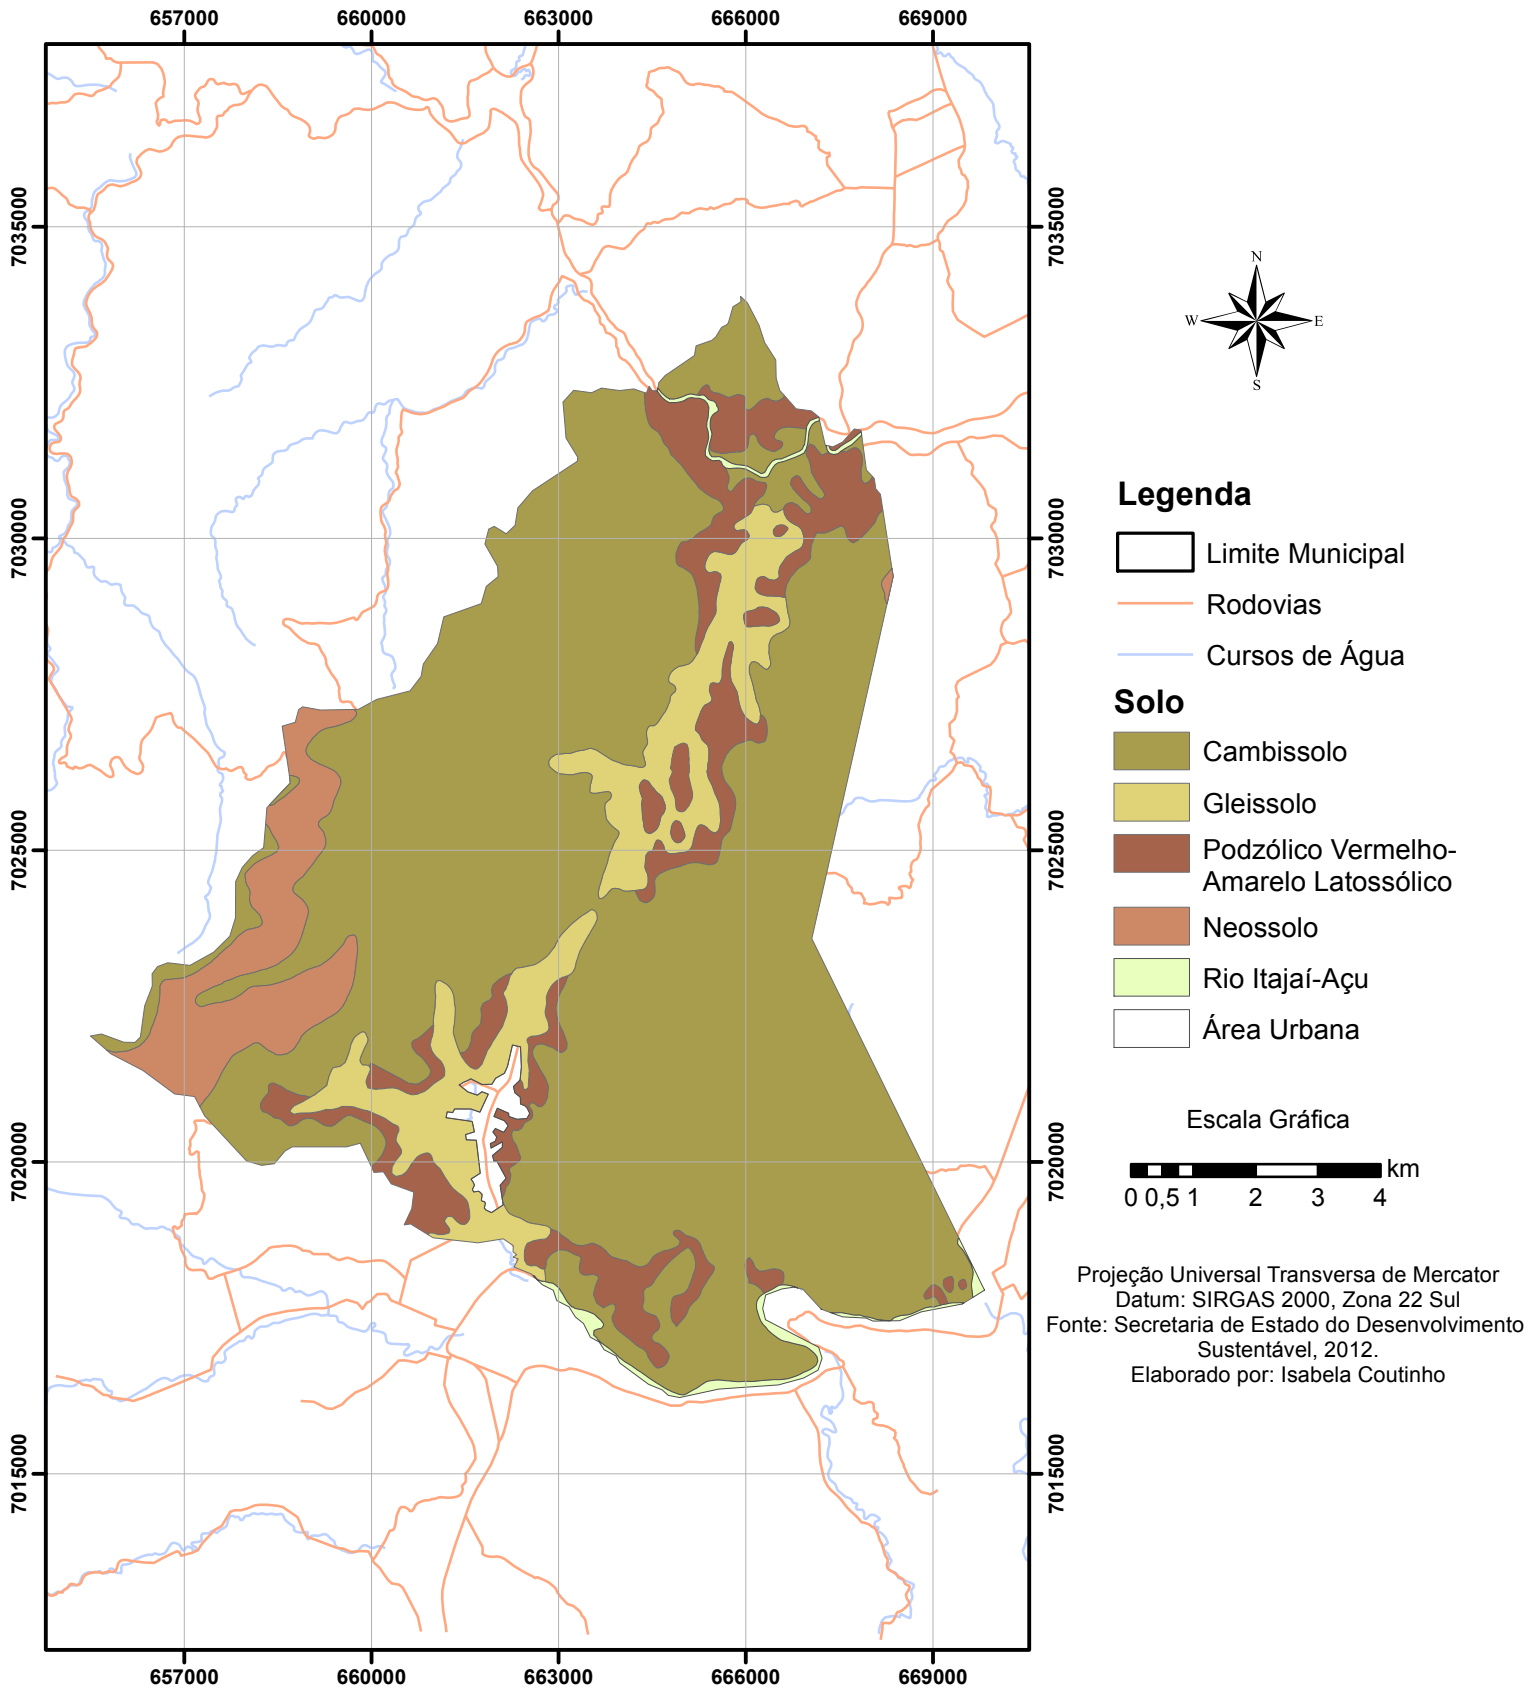 657000 660000 663000 666000 669000
7035000 7035000
7030000 7030000
7025000 7025000
7020000 7020000
7015000 7015000
657000 660000 663000 666000 669000
N
W E
S
Legenda
Limite Municipal
Rodovias
Cursos de Água
Solo
Cambissolo
Gleissolo
Podzólico Vermelho-
Amarelo Latossólico
Neossolo
Rio Itajaí-Açu
Área Urbana
Escala Gráfica
km
0 0,5 1 2 3 4
Projeção Universal Transversa de Mercator
Datum: SIRGAS 2000, Zona 22 Sul
Fonte: Secretaria de Estado do Desenvolvimento
Sustentável, 2012.
Elaborado por: Isabela Coutinho